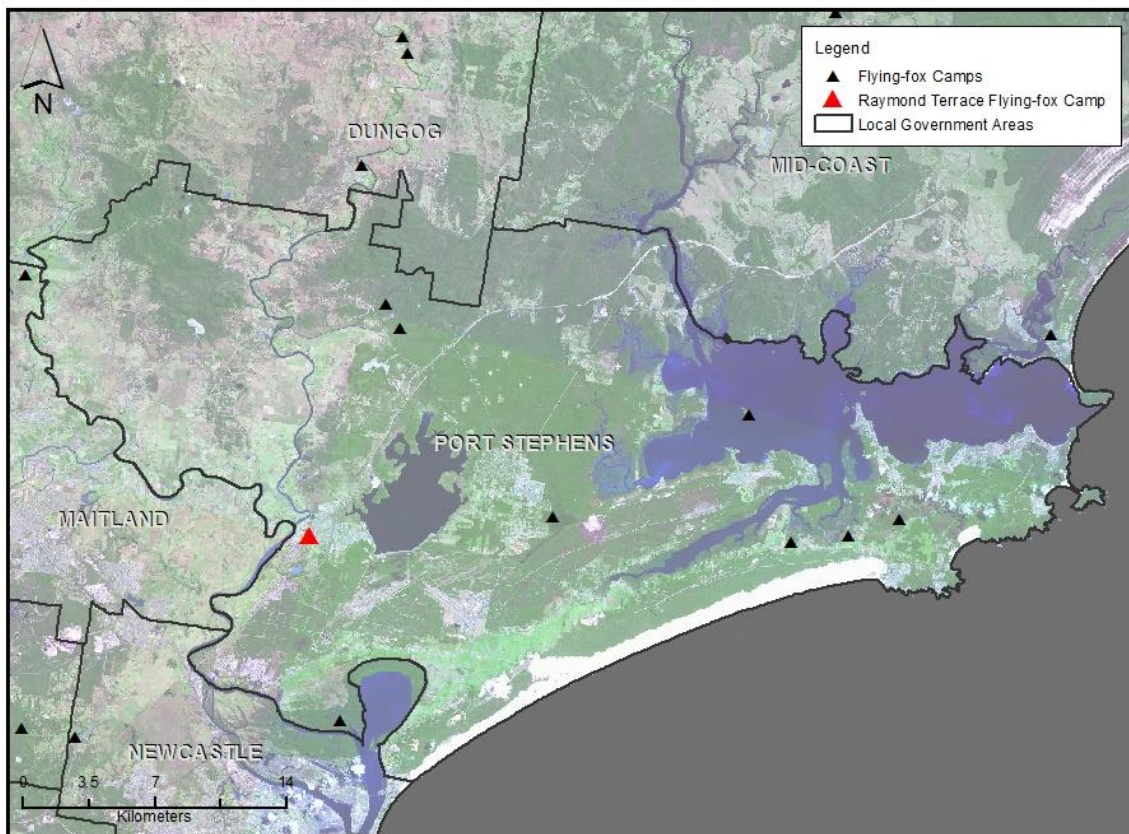 N
DUNGOG
MID-COAST
Legend
Flying-fox Camps
Raymond Terrace Flying-fox Camp
Local Government Areas
PORT STEPHENS
MAITLAND
NEWCASTLE
0 3.5 7 14
Kilometers